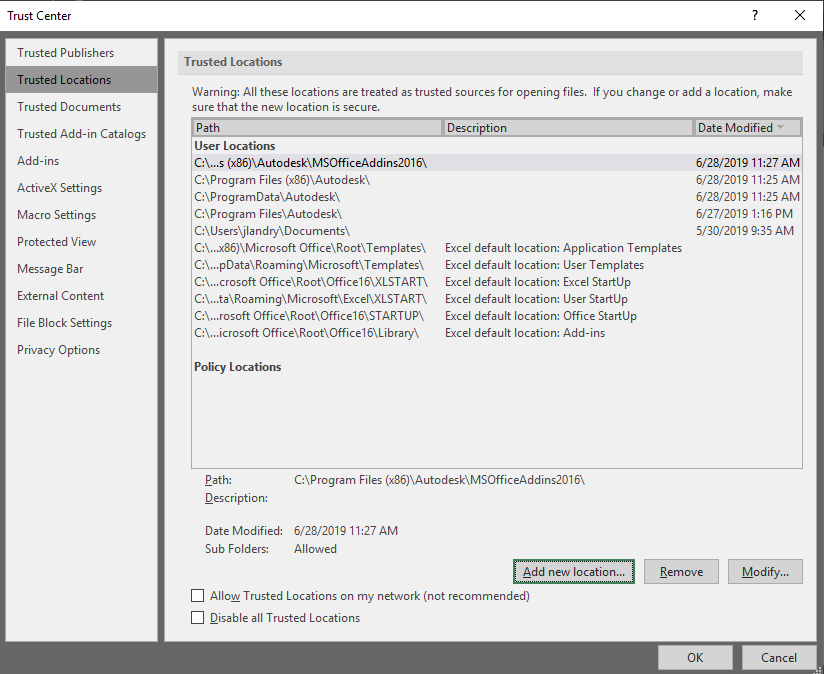 Trust Center
?
Trusted Publishers
Trusted Locations
Trusted Documents
Trusted Add-in Catalogs
Add-ins
ActiveX Settings
Macro Settings
Protected View
Message Bar
External Content
File Block Settings
Privacy Options
Trusted Locations
Warning: All these locations are treated as trusted sources for opening files.  If you change or add a location, make
sure that the new location is secure.
Path Description Date Modified
User Locations
C:\...s (x86)\Autodesk\MSOfficeAddins2016\ 6/28/2019 11:27 AM
C:\Program Files (x86)\Autodesk\ 6/28/2019 11:25 AM
C:\ProgramData\Autodesk\ 6/28/2019 11:25 AM
C:\Program Files\Autodesk\ 6/27/2019 1:16 PM
C:\Users\jlandry\Documents\ 5/30/2019 9:35 AM
C:\...x86)\Microsoft Office\Root\Templates\ Excel default location: Application Templates
C:\...pData\Roaming\Microsoft\Templates\ Excel default location: User Templates
C:\...crosoft Office\Root\Office16\XLSTART\ Excel default location: Excel StartUp
C:\...ta\Roaming\Microsoft\Excel\XLSTART\ Excel default location: User StartUp
C:\...rosoft Office\Root\Office16\STARTUP\ Excel default location: Office StartUp
C:\...icrosoft Office\Root\Office16\Library\ Excel default location: Add-ins
Policy Locations
Path: C:\Program Files (x86)\Autodesk\MSOfficeAddins2016\
Description:
Date Modified: 6/28/2019 11:27 AM
Sub Folders: Allowed
Add new location... Remove Modify...
Allow Trusted Locations on my network (not recommended)
Disable all Trusted Locations
OK Cancel